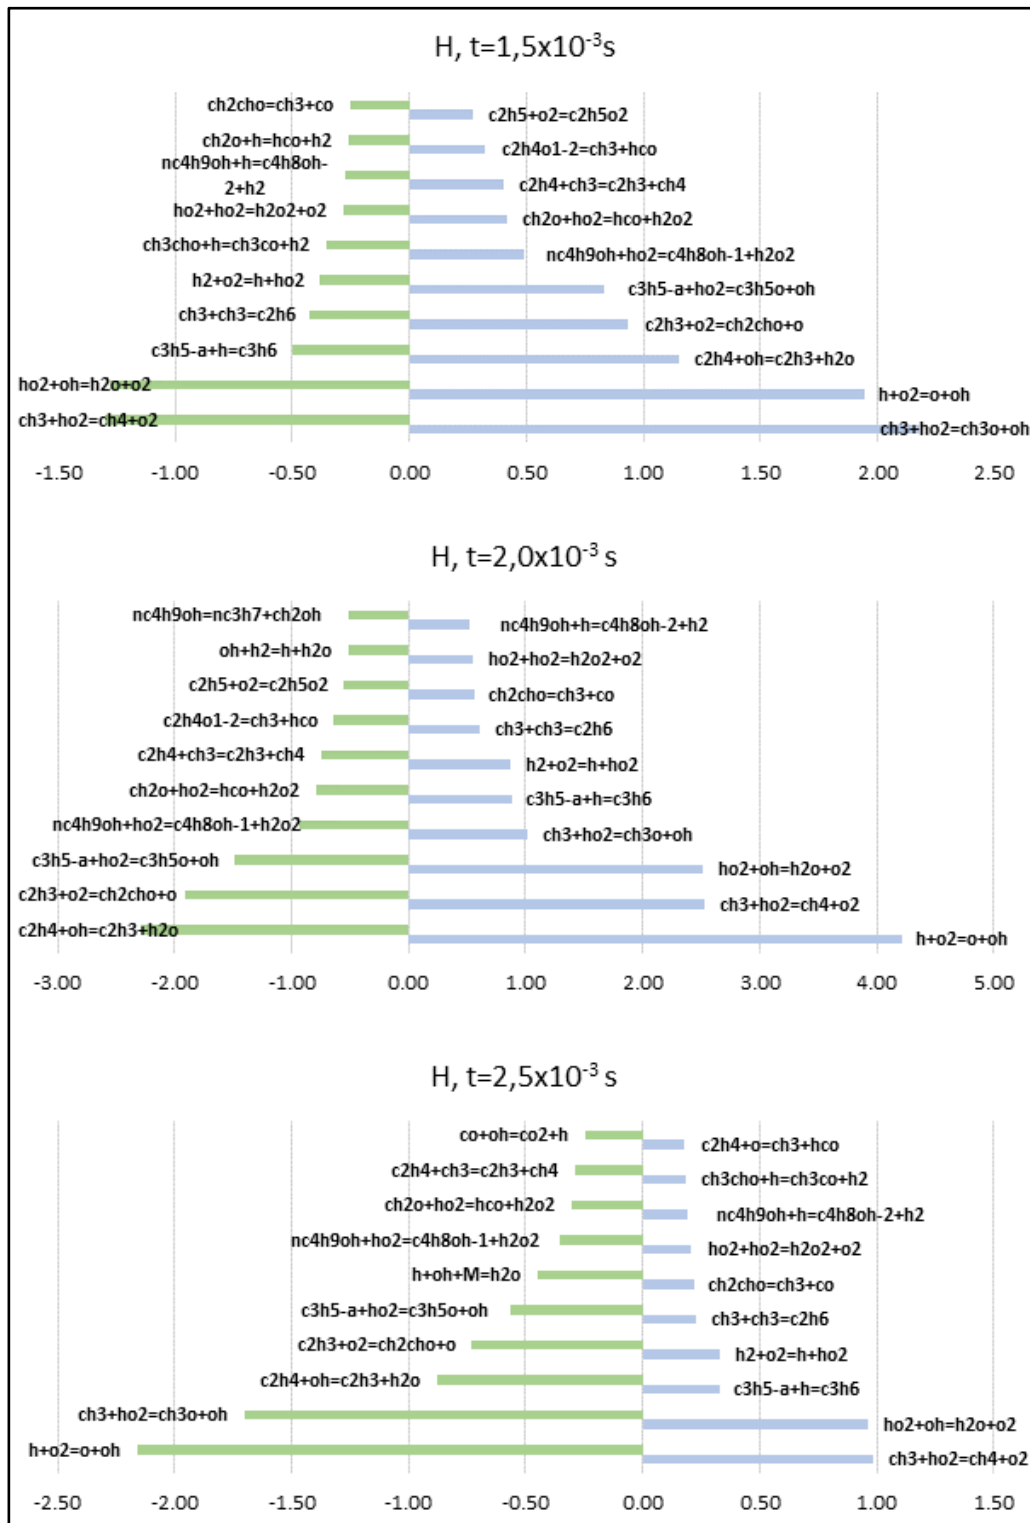 H, t=1,5x10⁻³s
ch2cho=ch3+co
c2h5+o2=c2h5o2
ch2o+h=hco+h2
c2h4o1-2=ch3+hco
nc4h9oh+h=c4h8oh-
2+h2
c2h4+ch3=c2h3+ch4
ho2+ho2=h2o2+o2
ch2o+ho2=hco+h2o2
ch3cho+h=ch3co+h2
nc4h9oh+ho2=c4h8oh-1+h2o2
h2+o2=h+ho2
c3h5-a+ho2=c3h5o+oh
ch3+ch3=c2h6
c2h3+o2=ch2cho+o
c3h5-a+h=c3h6
c2h4+oh=c2h3+h2o
ho2+oh=h2o+o2
h+o2=o+oh
ch3+ho2=ch4+o2
ch3+ho2=ch3o+oh
-1.50 -1.00 -0.50 0.00 0.50 1.00 1.50 2.00 2.50
H, t=2,0x10⁻³ s
nc4h9oh=nc3h7+ch2oh
nc4h9oh+h=c4h8oh-2+h2
oh+h2=h+h2o
ho2+ho2=h2o2+o2
c2h5+o2=c2h5o2
ch2cho=ch3+co
c2h4o1-2=ch3+hco
ch3+ch3=c2h6
c2h4+ch3=c2h3+ch4
h2+o2=h+ho2
ch2o+ho2=hco+h2o2
c3h5-a+h=c3h6
nc4h9oh+ho2=c4h8oh-1+h2o2
ch3+ho2=ch3o+oh
c3h5-a+ho2=c3h5o+oh
ho2+oh=h2o+o2
c2h3+o2=ch2cho+o
ch3+ho2=ch4+o2
c2h4+oh=c2h3+h2o
h+o2=o+oh
-3.00 -2.00 -1.00 0.00 1.00 2.00 3.00 4.00 5.00
H, t=2,5x10⁻³ s
co+oh=co2+h
c2h4+o=ch3+hco
c2h4+ch3=c2h3+ch4
ch3cho+h=ch3co+h2
ch2o+ho2=hco+h2o2
nc4h9oh+h=c4h8oh-2+h2
nc4h9oh+ho2=c4h8oh-1+h2o2
ho2+ho2=h2o2+o2
h+oh+M=h2o
ch2cho=ch3+co
c3h5-a+ho2=c3h5o+oh
ch3+ch3=c2h6
c2h3+o2=ch2cho+o
h2+o2=h+ho2
c2h4+oh=c2h3+h2o
c3h5-a+h=c3h6
ch3+ho2=ch3o+oh
ho2+oh=h2o+o2
h+o2=o+oh
ch3+ho2=ch4+o2
-2.50 -2.00 -1.50 -1.00 -0.50 0.00 0.50 1.00 1.50